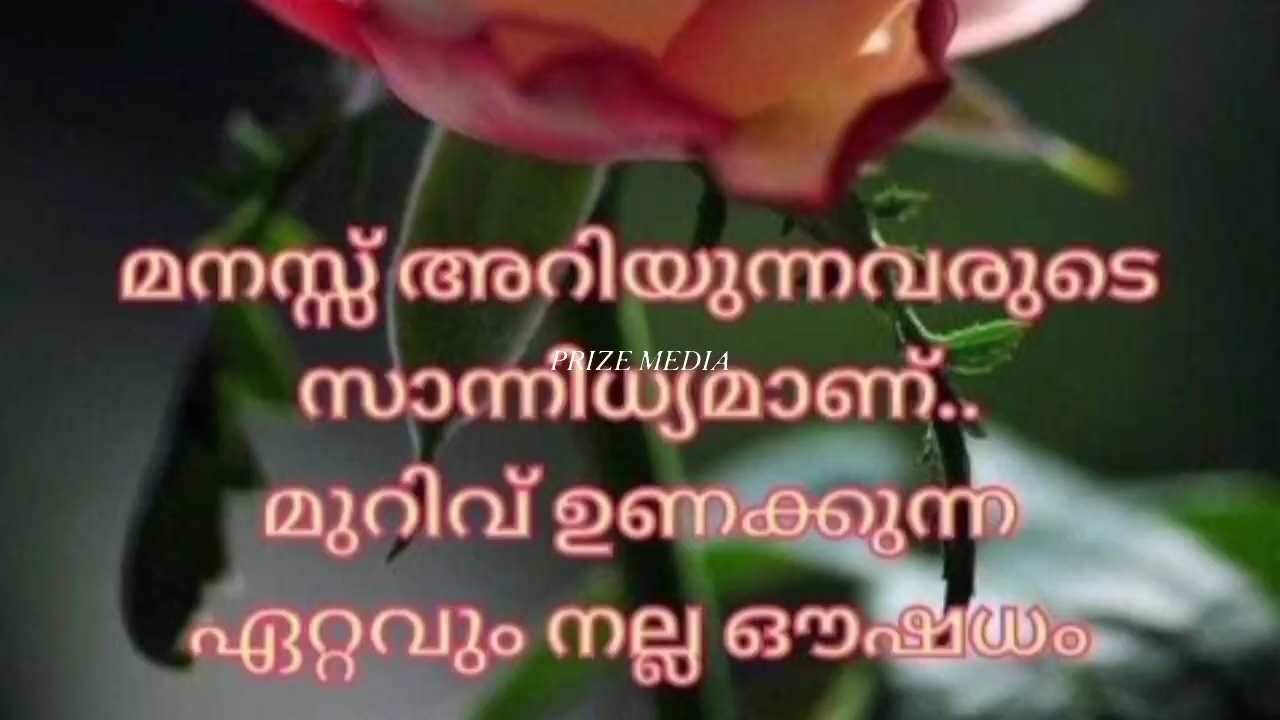 മനസ്സ് അറിയുന്നവരുടെ
PRIZE MEDIA
സാന്നിധ്യമാണ്..
മുറിവ് ഉണക്കുന്ന
ഏറ്റവും നല്ല ഔഷധം